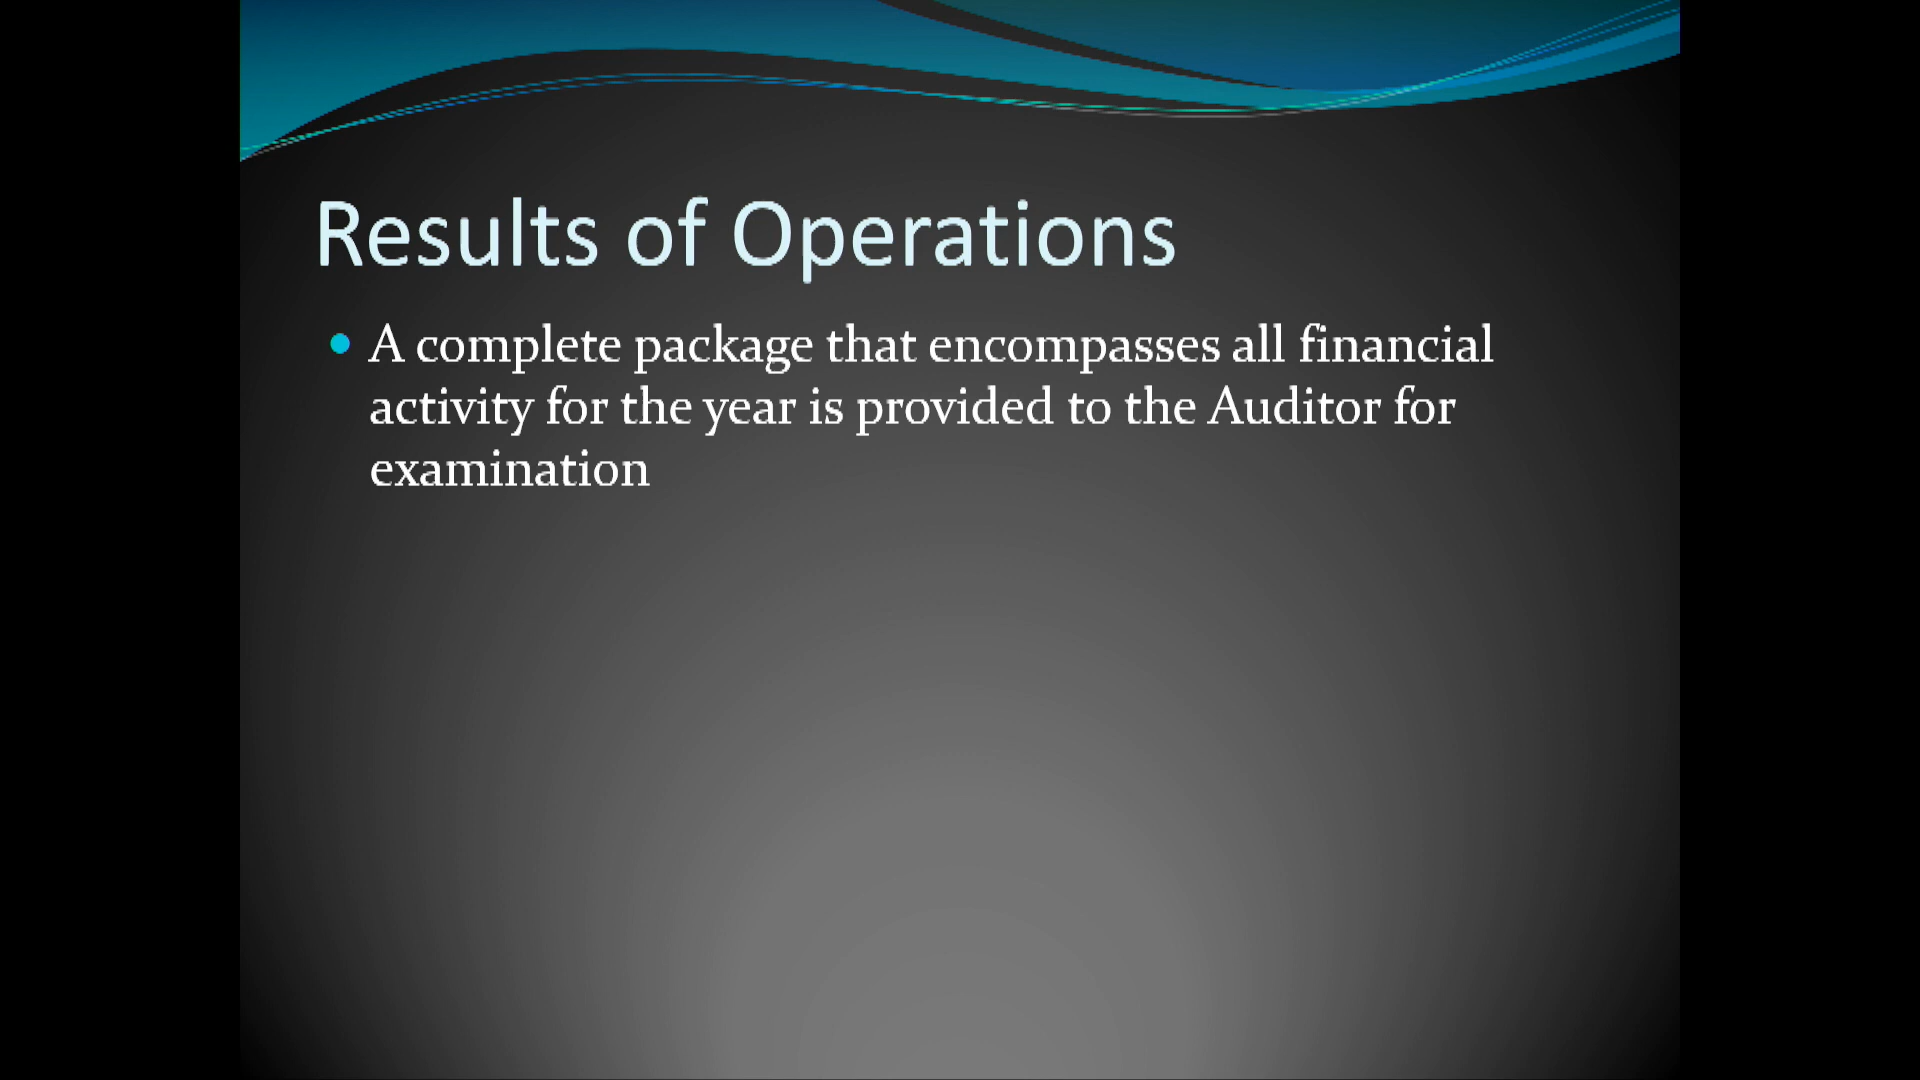 Results of Operations
A complete package that encompasses all financial
activity for the year is provided to the Auditor for
examination